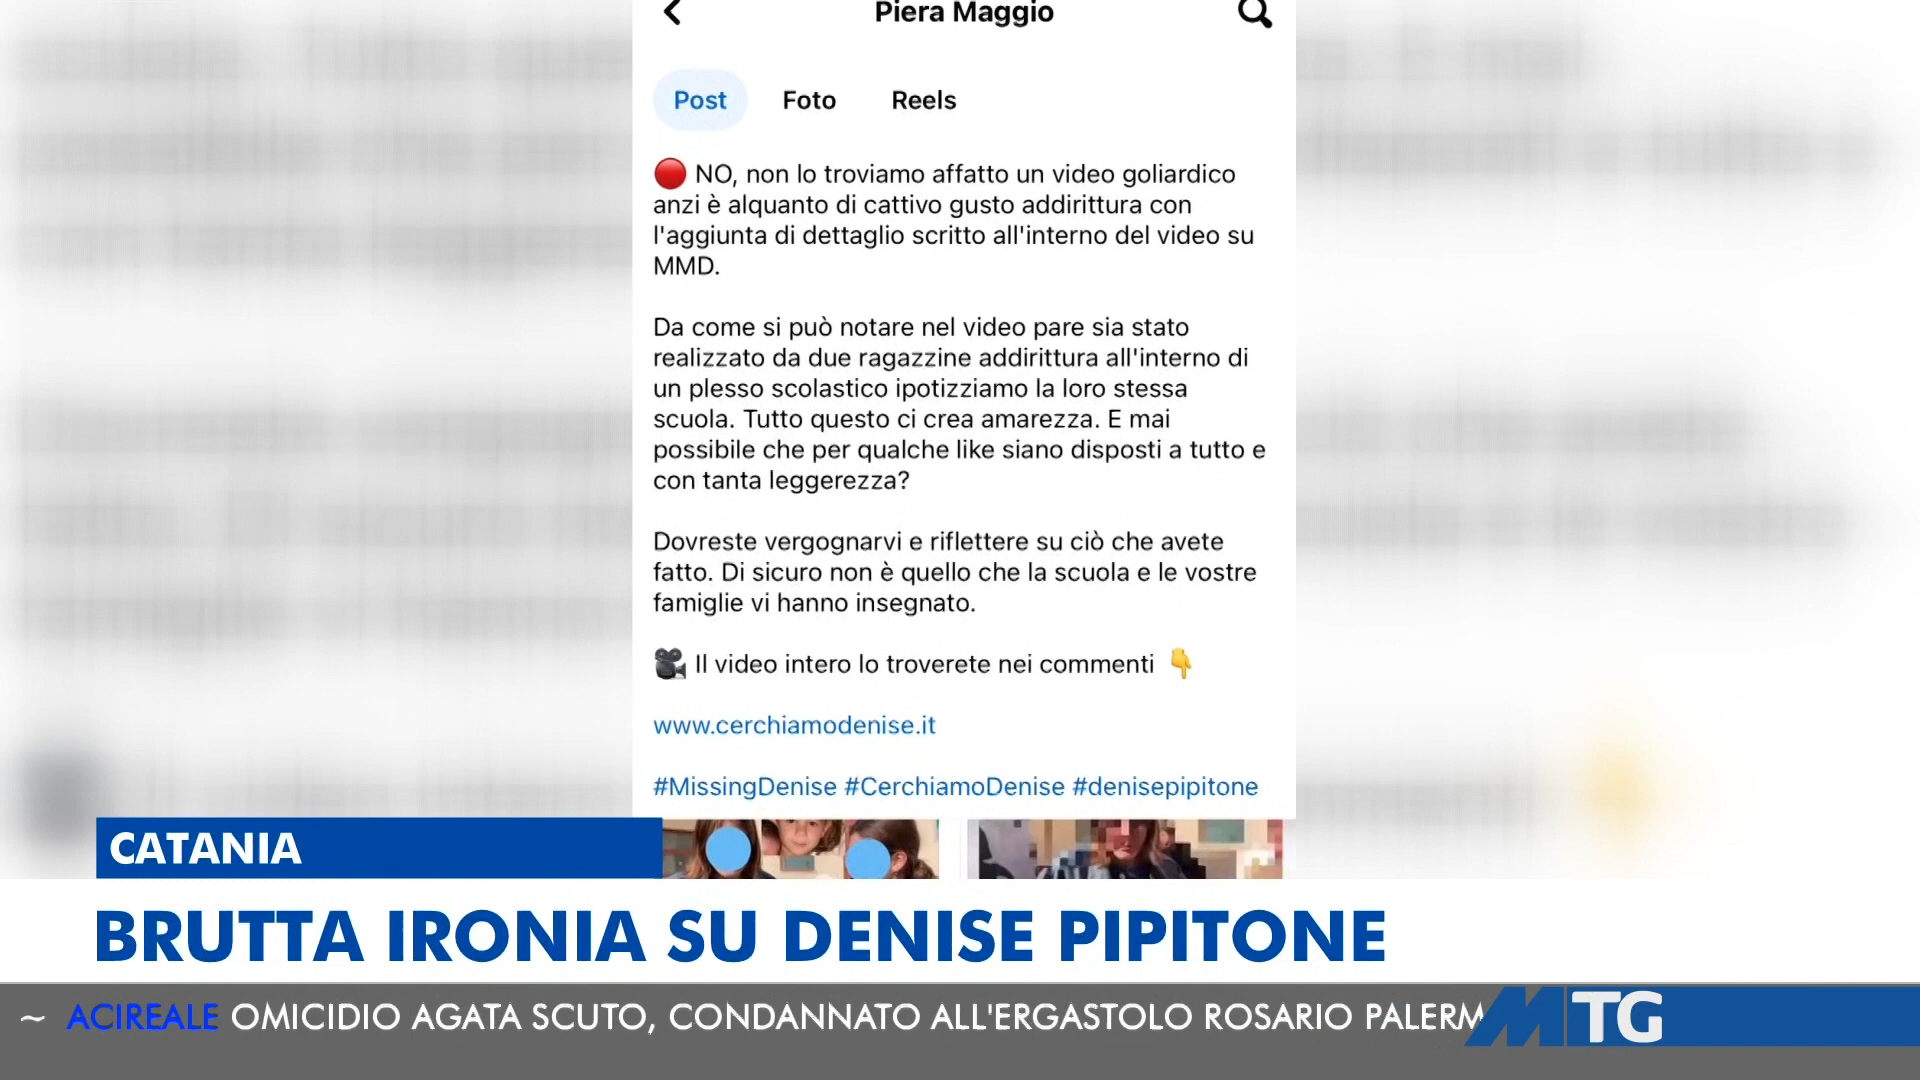 Piera Maggio
Post Foto Reels
🔴 NO, non lo troviamo affatto un video goliardico
anzi è alquanto di cattivo gusto addirittura con
l'aggiunta di dettaglio scritto all'interno del video su
MMD.
Da come si può notare nel video pare sia stato
realizzato da due ragazzine addirittura all'interno di
un plesso scolastico ipotizziamo la loro stessa
scuola. Tutto questo ci crea amarezza. E mai
possibile che per qualche like siano disposti a tutto e
con tanta leggerezza?
Dovreste vergognarvi e riflettere su ciò che avete
fatto. Di sicuro non è quello che la scuola e le vostre
famiglie vi hanno insegnato.
🎥 Il video intero lo troverete nei commenti 👇
www.cerchiamodenise.it
#MissingDenise #CerchiamoDenise #denisepipitone
CATANIA
BRUTTA IRONIA SU DENISE PIPITONE
~ ACIREALE OMICIDIO AGATA SCUTO, CONDANNATO ALL'ERGASTOLO ROSARIO PALERM
MTG